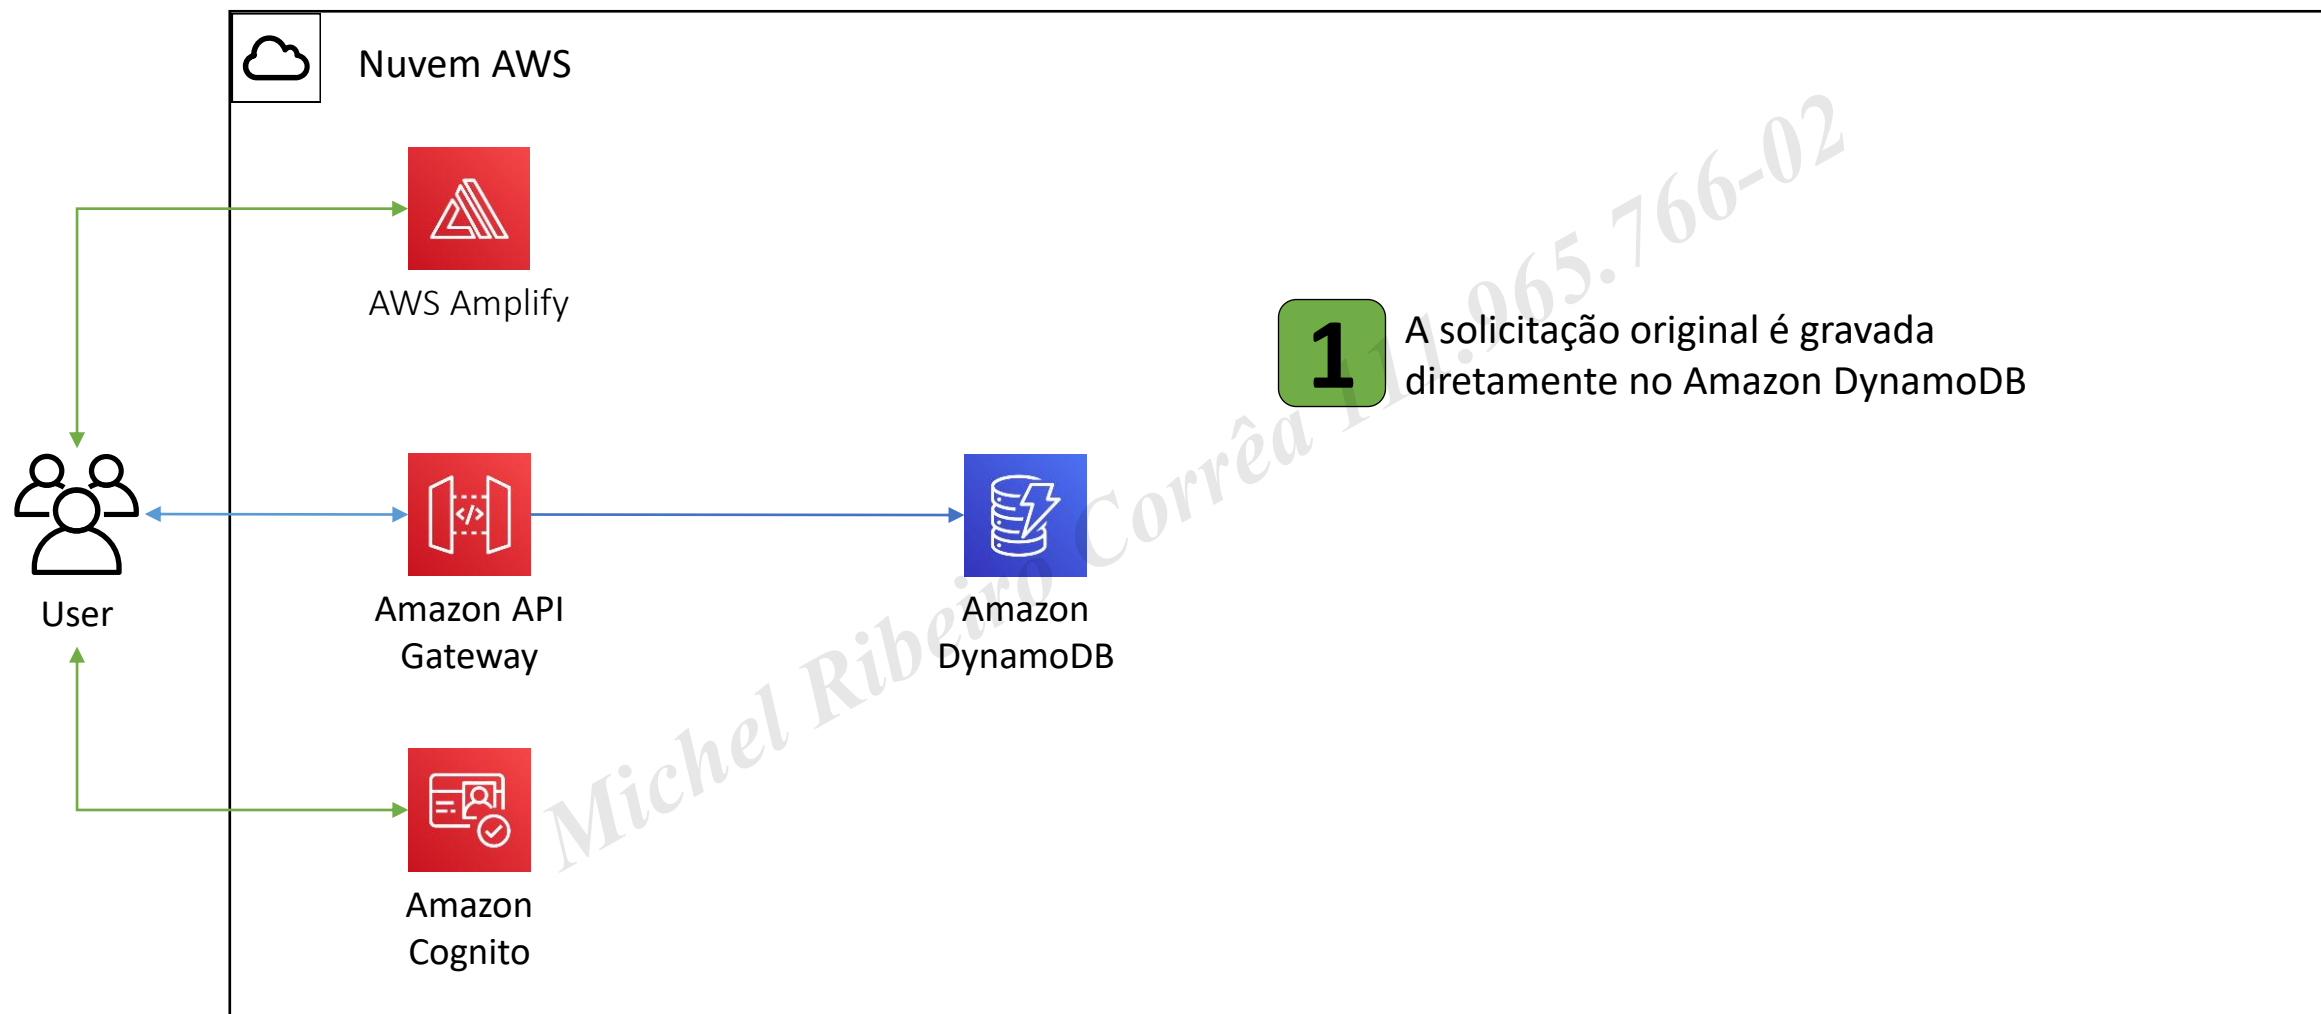 Nuvem AWS
AWS Amplify
1
A solicitação original é gravada
diretamente no Amazon DynamoDB
User
Amazon API
Gateway
Amazon
DynamoDB
Amazon
Cognito
Michel Ribeiro Corrêa 111.965.766-02